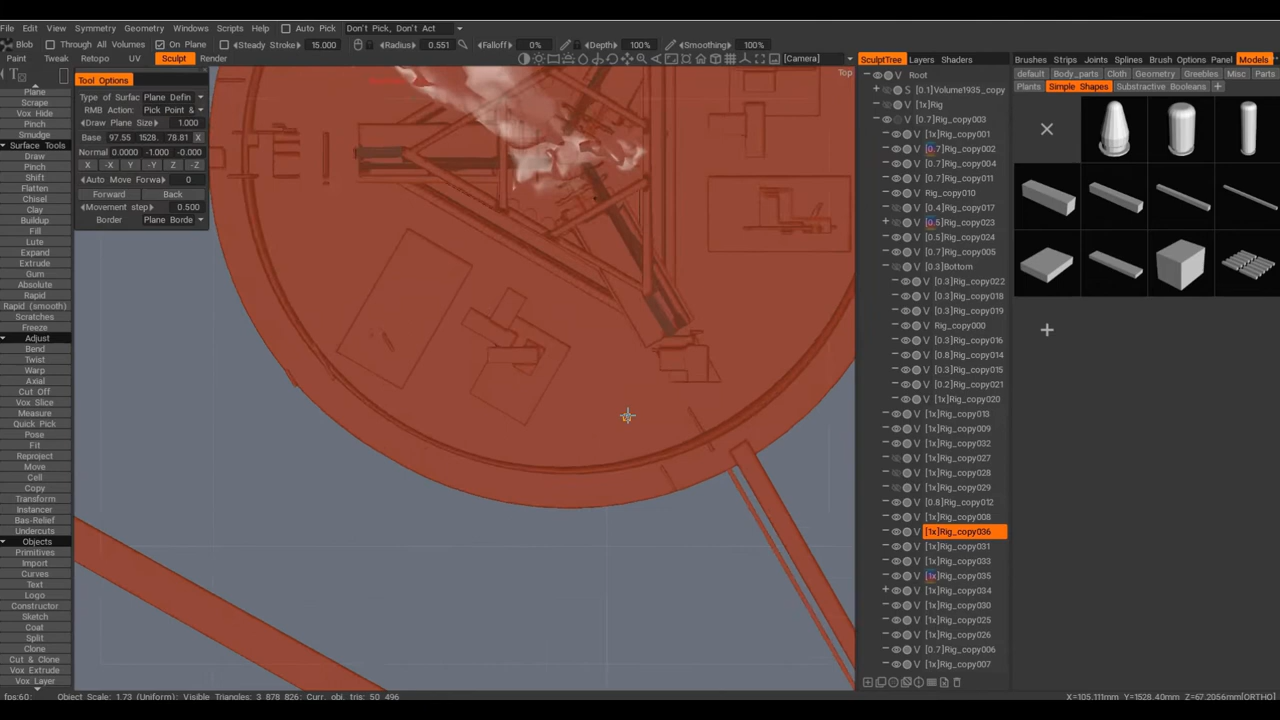 File Edit View Symmetry Geometry Windows Scripts Help Auto Pick Don't Pick, Don't Act
Blob Through All Volumes On Plane Steady Stroke 15.000 Radius 0.551 Falloff 0% Depth 100% Smoothing 100% [Camera]
Paint Tweak Retopo UV Sculpt Render
SculptTree Layers Shaders
Brushes Strips Joints Splines Brush Options Panel Models
default Body_parts Cloth Geometry Greebles Misc Parts
Plants Simple Shapes Substractive Booleans +
Top
Tool Options
Type of Surfac Plane Defin
RMB Action: Pick Point &
Draw Plane Size 1.000
Base 97.55 1528. 78.81 X
Normal 0.0000 -1.000 -0.000
X -X Y -Y Z -Z
Auto Move Forwa 0
Forward Back
Movement step 0.500
Border Plane Borde
Plane
Scrape
Vox Hide
Pinch
Smudge
Surface Tools
Draw
Pinch
Shift
Flatten
Chisel
Clay
Buildup
Fill
Lute
Expand
Extrude
Gum
Absolute
Rapid
Rapid (smooth)
Scratches
Freeze
Adjust
Bend
Twist
Warp
Axial
Cut Off
Vox Slice
Measure
Quick Pick
Pose
Fit
Reproject
Move
Cell
Copy
Transform
Instancer
Bas-Relief
Undercuts
Objects
Primitives
Import
Curves
Text
Logo
Constructor
Sketch
Coat
Split
Clone
Cut & Clone
Vox Extrude
Vox Layer
Root
S [0.1]Volume1935_copy
V [1x]Rig
V [0.7]Rig_copy003
V [1x]Rig_copy001
V [0.7]Rig_copy002
V [0.7]Rig_copy004
V [0.7]Rig_copy011
V Rig_copy010
V [0.4]Rig_copy017
V [0.5]Rig_copy023
V [0.5]Rig_copy024
V [0.7]Rig_copy005
V [0.3]Bottom
V [0.3]Rig_copy022
V [0.3]Rig_copy018
V [0.3]Rig_copy019
V Rig_copy000
V [0.3]Rig_copy016
V [0.8]Rig_copy014
V [0.3]Rig_copy015
V [0.2]Rig_copy021
V [1x]Rig_copy020
V [1x]Rig_copy013
V [1x]Rig_copy009
V [1x]Rig_copy032
V [1x]Rig_copy027
V [1x]Rig_copy028
V [1x]Rig_copy029
V [0.8]Rig_copy012
V [1x]Rig_copy008
V [1x]Rig_copy036
V [1x]Rig_copy031
V [1x]Rig_copy033
V [1x]Rig_copy035
V [1x]Rig_copy034
V [1x]Rig_copy030
V [1x]Rig_copy025
V [1x]Rig_copy026
V [0.7]Rig_copy006
V [1x]Rig_copy007
fps:60; Object Scale: 1.73 (Uniform); Visible Triangles: 3 878 826; Curr. obj. tris: 50 496
X=105.111mm Y=1528.40mm Z=67.2056mm[ORTHO]